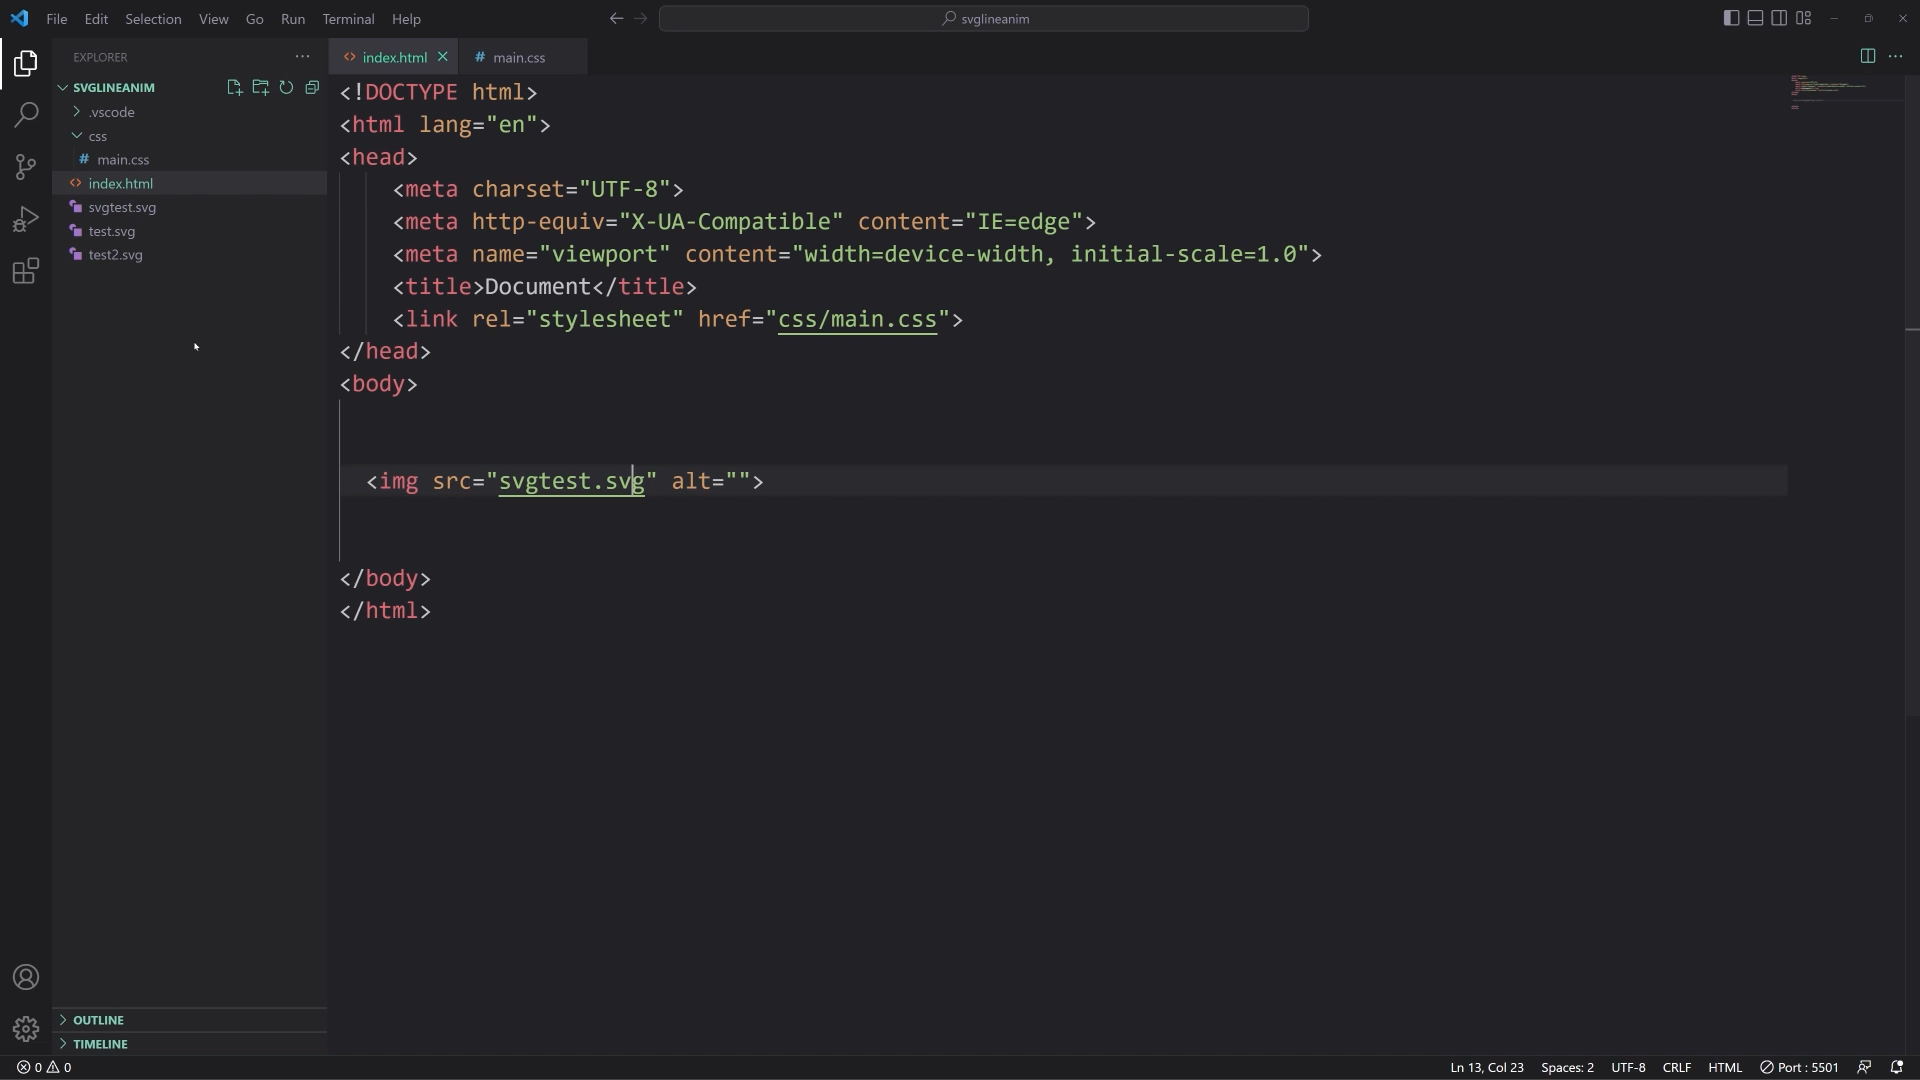 File Edit Selection View Go Run Terminal Help
svglineanim
EXPLORER
SVGLINEANIM
.vscode
css
# main.css
<> index.html
svgtest.svg
test.svg
test2.svg
OUTLINE
TIMELINE
<> index.html # main.css
<!DOCTYPE html>
<html lang="en">
<head>
<meta charset="UTF-8">
<meta http-equiv="X-UA-Compatible" content="IE=edge">
<meta name="viewport" content="width=device-width, initial-scale=1.0">
<title>Document</title>
<link rel="stylesheet" href="css/main.css">
</head>
<body>
<img src="svgtest.svg" alt="">
</body>
</html>
0 0 Ln 13, Col 23 Spaces: 2 UTF-8 CRLF HTML Port : 5501